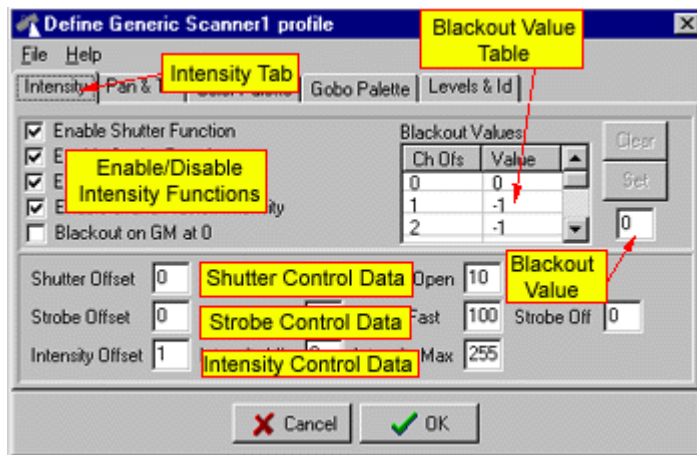 Define Generic Scanner1 profile
Blackout Value
Table
File Help
Intensity Tab
Intensity Pan & Gobo Palette Levels & Id
Enable Shutter Function
Blackout Values
Clear
Enable/Disable
Intensity Functions
Ch Ofs Value
Set
0 0
1 -1
2 -1
0
Blackout on GM at 0
Shutter Offset 0 Shutter Control Data Open 10
Blackout
Value
Strobe Offset 0 Strobe Control Data Fast 100 Strobe Off 0
Intensity Offset 1 Intensity Control Data Max 255
Cancel OK